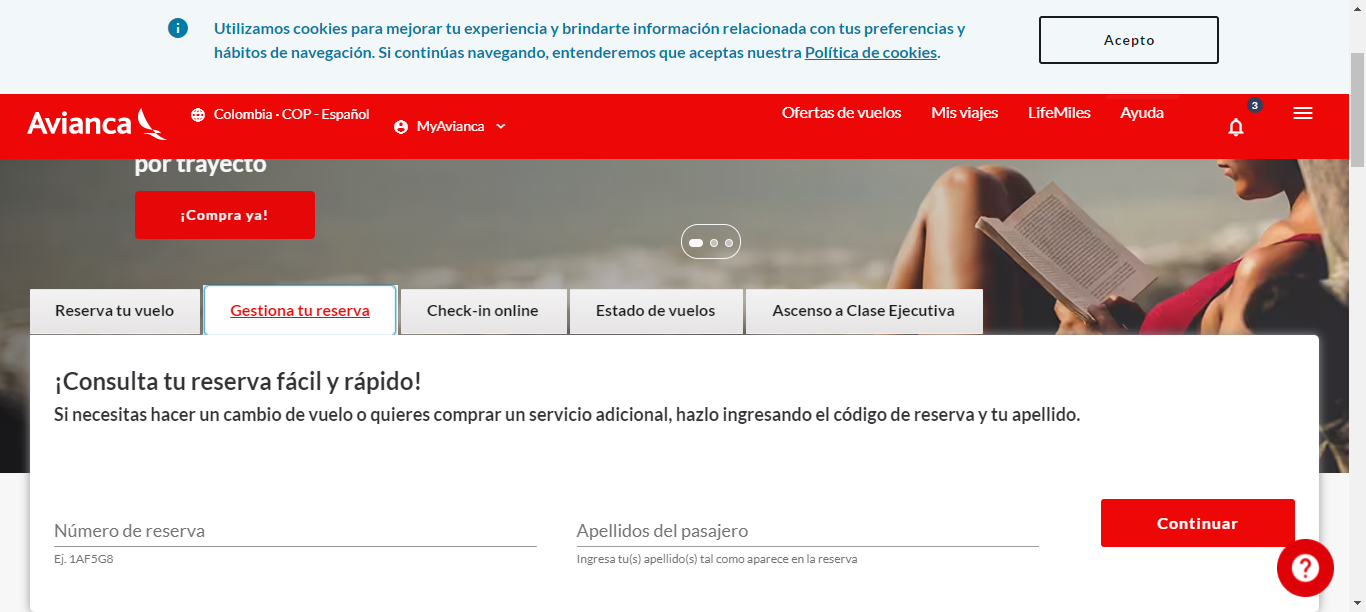 Utilizamos cookies para mejorar tu experiencia y brindarte información relacionada con tus preferencias y
hábitos de navegación. Si continúas navegando, entenderemos que aceptas nuestra Política de cookies.
Acepto
Avianca
Colombia · COP - Español
MyAvianca
Ofertas de vuelos
Mis viajes
LifeMiles
Ayuda
3
por trayecto
¡Compra ya!
Reserva tu vuelo
Gestiona tu reserva
Check-in online
Estado de vuelos
Ascenso a Clase Ejecutiva
¡Consulta tu reserva fácil y rápido!
Si necesitas hacer un cambio de vuelo o quieres comprar un servicio adicional, hazlo ingresando el código de reserva y tu apellido.
Número de reserva
Ej. 1AF5G8
Apellidos del pasajero
Ingresa tu(s) apellido(s) tal como aparece en la reserva
Continuar
?